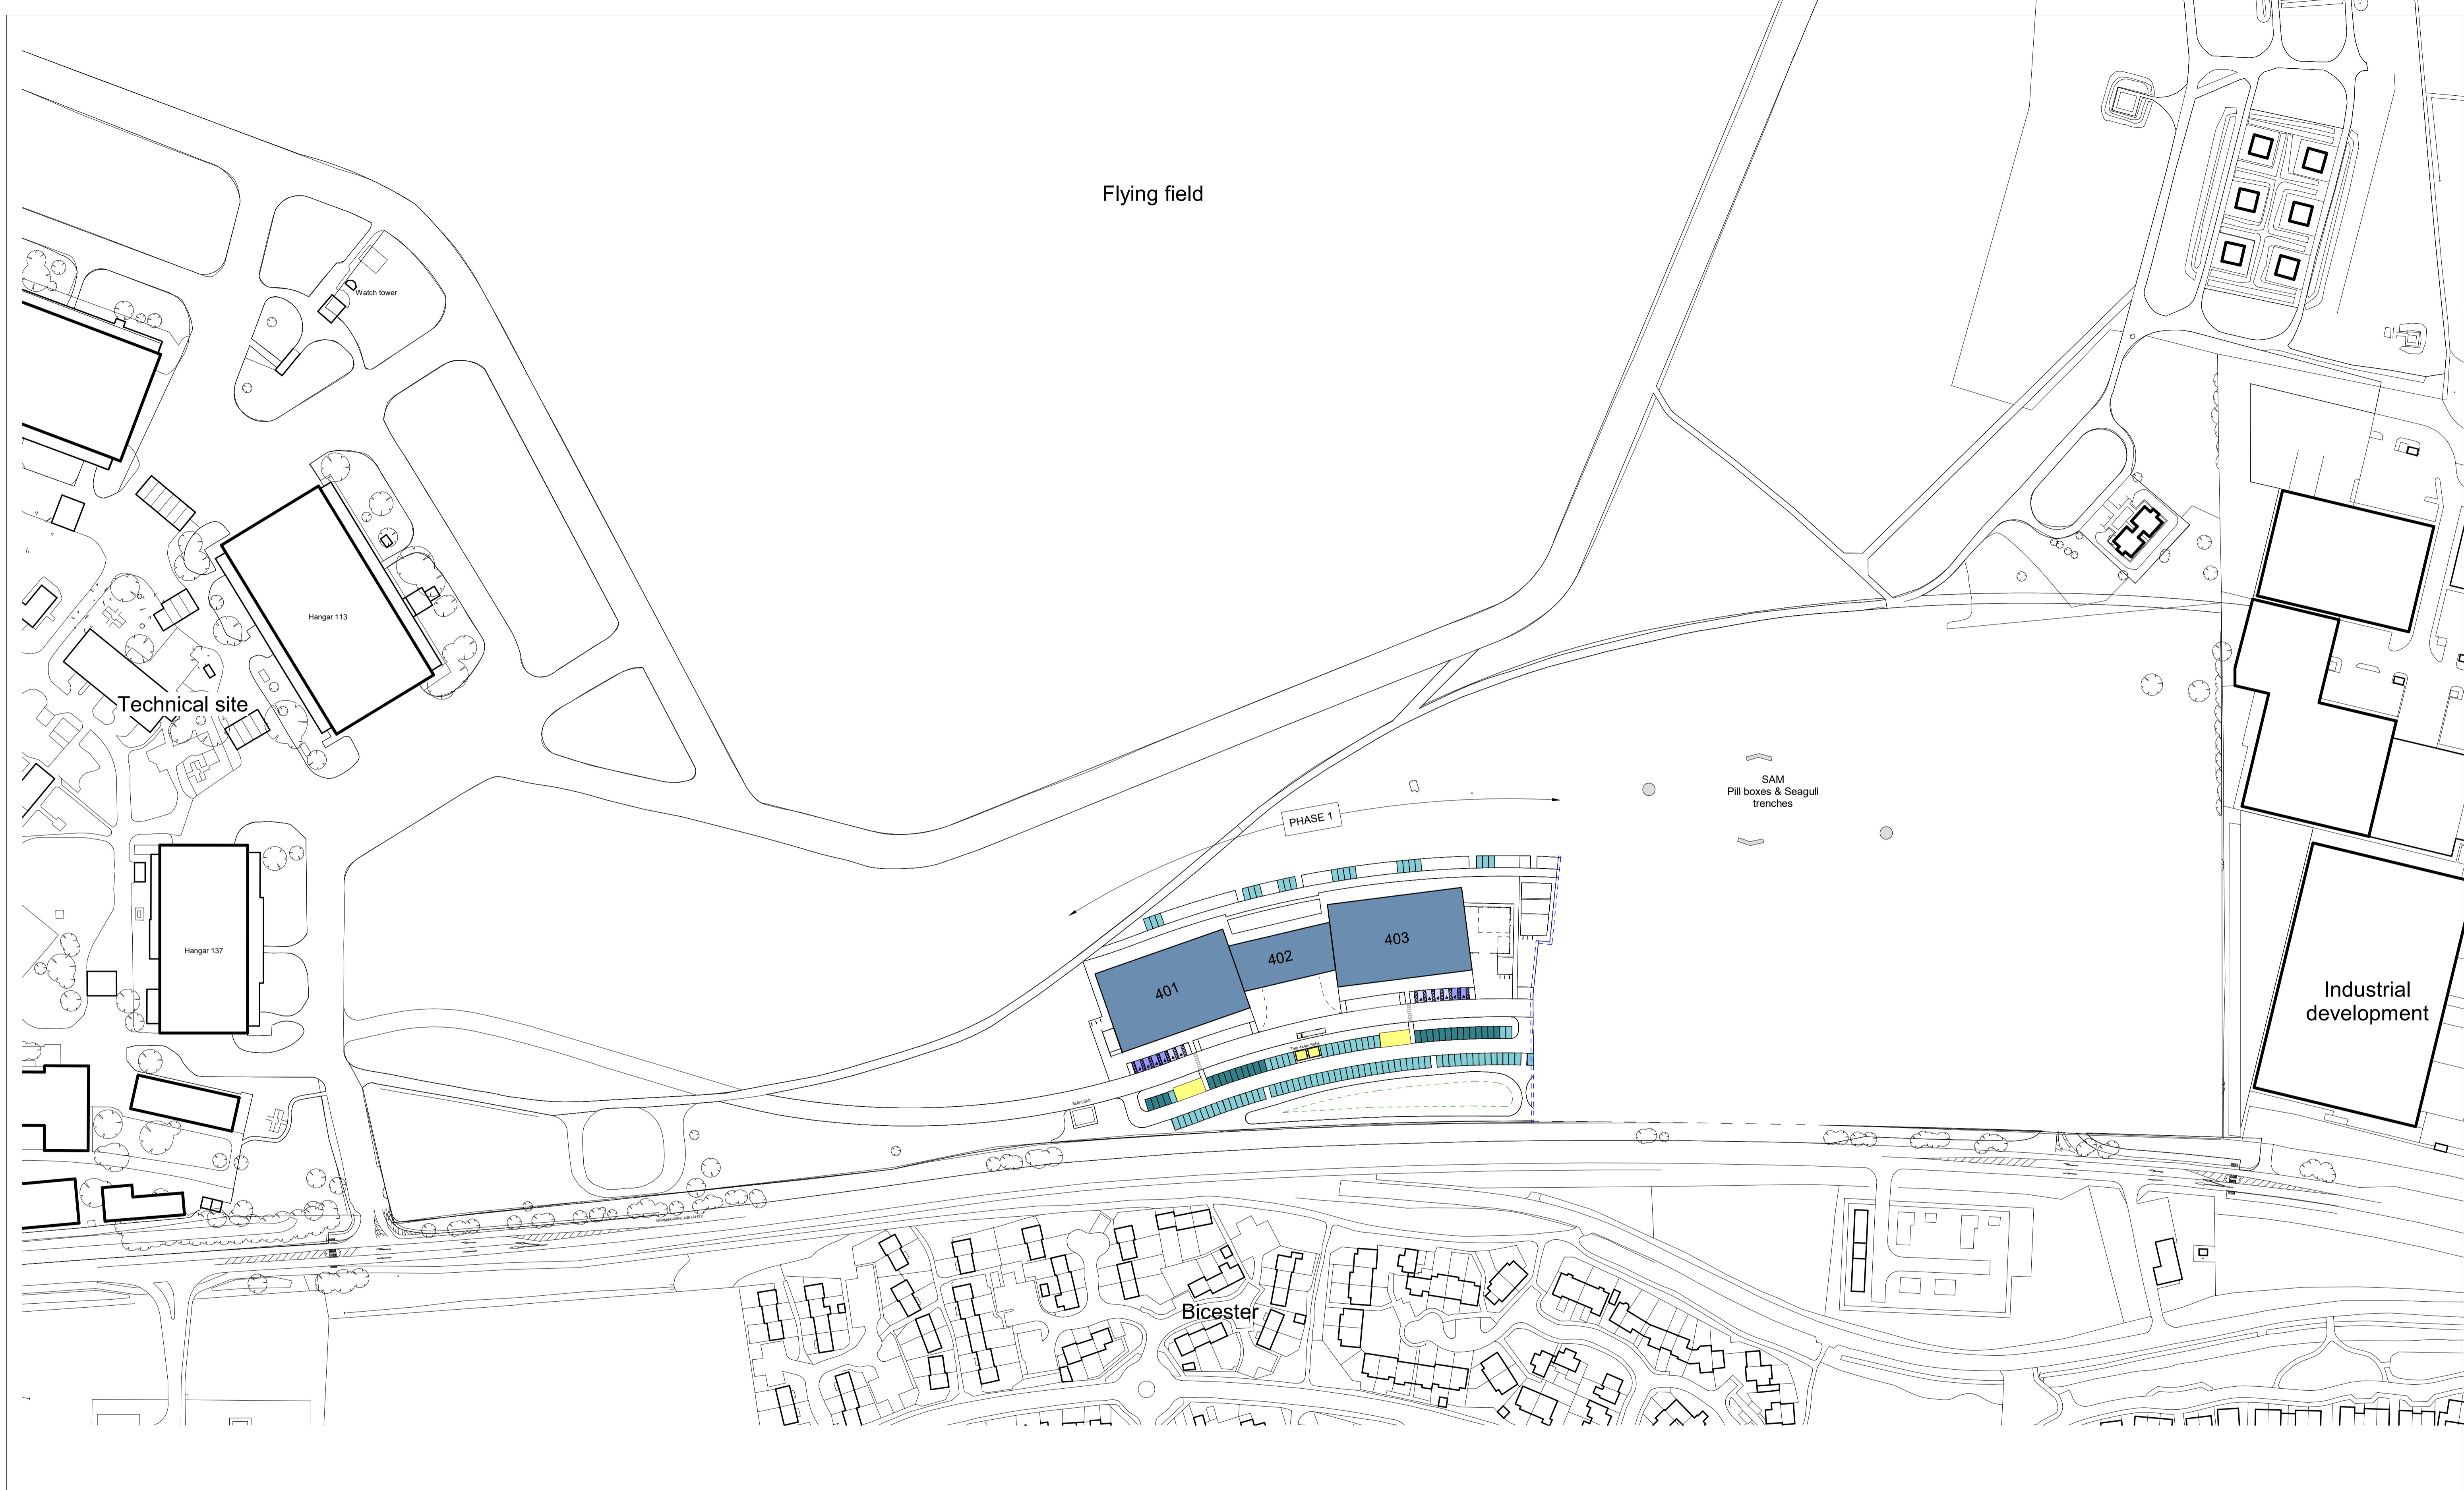 Flying field
Watch tower
Hangar 113
Technical site
SAM
Pill boxes & Seagull
trenches
PHASE 1
403
402
401
Hangar 137
Industrial
development
Bicester